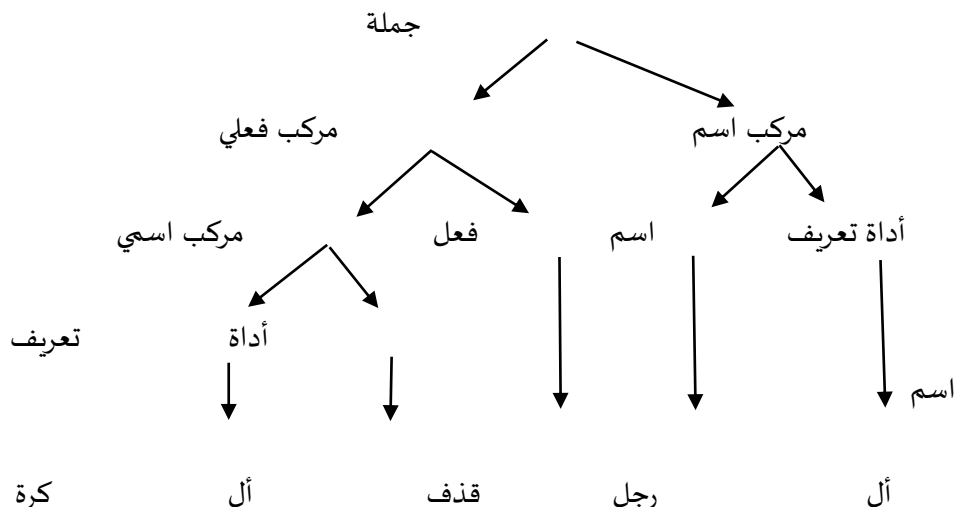 جملة
مركب اسم مركب فعلي
أداة تعريف اسم فعل مركب اسمي
أداة تعريف
اسم
أل رجل قذف أل كرة